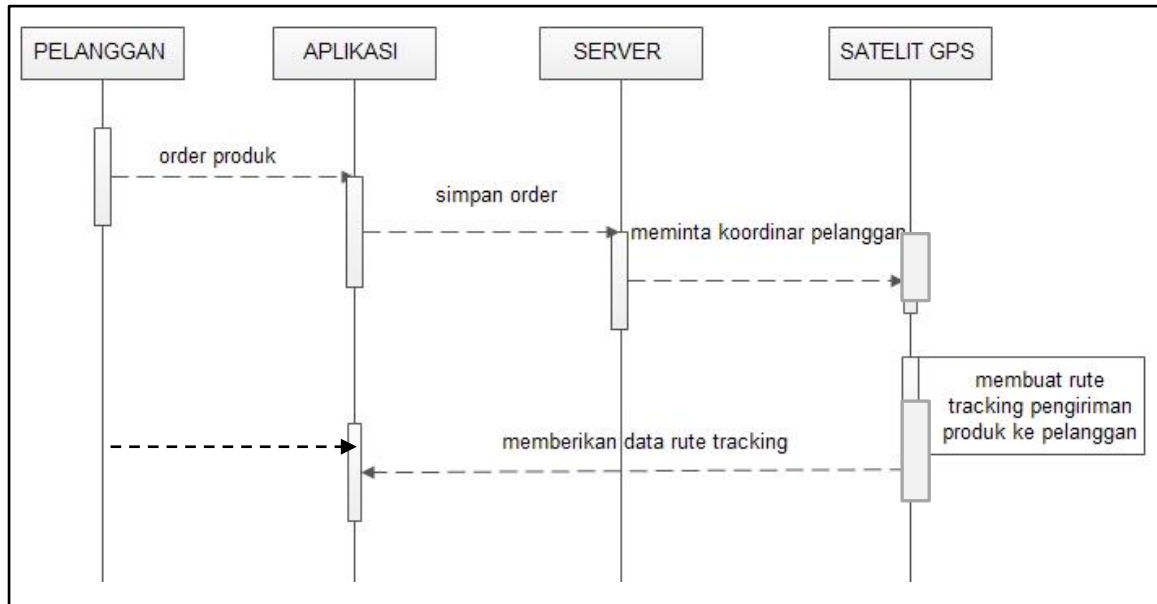 PELANGGAN
APLIKASI
SERVER
SATELIT GPS
order produk
simpan order
meminta koordinar pelanggan
membuat rute
tracking pengiriman
produk ke pelanggan
memberikan data rute tracking